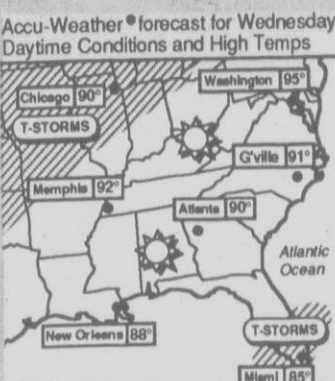 Accu-Weather® forecast for Wednesday
Daytime Conditions and High Temps
Washington 95°
Chicago 90°
T-STORMS
G'ville 91°
Memphis 92°
Atlanta 90°
Atlantic
Ocean
New Orleans 88°
T-STORMS
Miami 85°